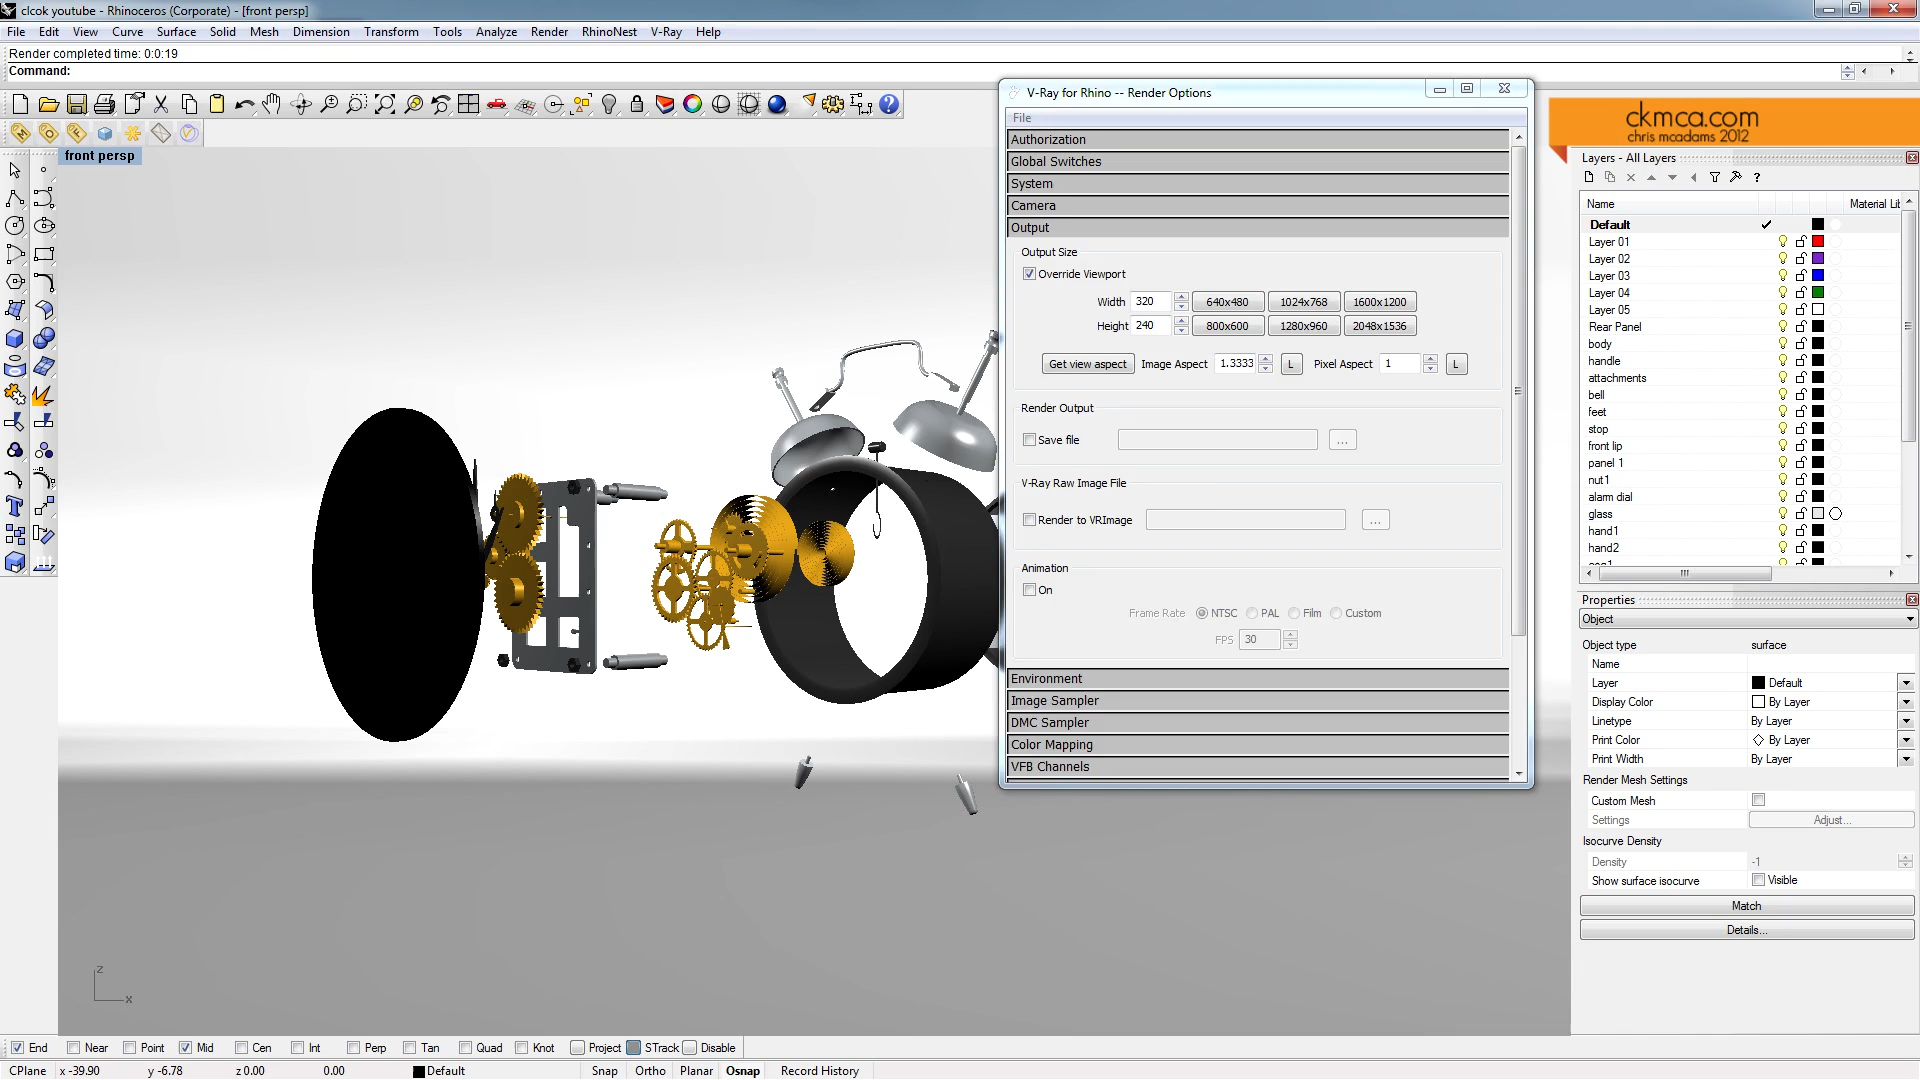 clcok youtube - Rhinoceros (Corporate) - [front persp]
File Edit View Curve Surface Solid Mesh Dimension Transform Tools Analyze Render RhinoNest V-Ray Help
Render completed time: 0:0:19
Command:
front persp
V-Ray for Rhino -- Render Options
File
Authorization
Global Switches
System
Camera
Output
Output Size
Override Viewport
Width 320 640x480 1024x768 1600x1200
Height 240 800x600 1280x960 2048x1536
Get view aspect Image Aspect 1.3333 L Pixel Aspect 1 L
Render Output
Save file ...
V-Ray Raw Image File
Render to VRImage ...
Animation
On
Frame Rate NTSC PAL Film Custom
FPS 30
Environment
Image Sampler
DMC Sampler
Color Mapping
VFB Channels
ckmca.com
chris mcadams 2012
Layers - All Layers
Name Material Lit
Default
Layer 01
Layer 02
Layer 03
Layer 04
Layer 05
Rear Panel
body
handle
attachments
bell
feet
stop
front lip
panel 1
nut1
alarm dial
glass
hand1
hand2
Properties
Object
Object type surface
Name
Layer Default
Display Color By Layer
Linetype By Layer
Print Color By Layer
Print Width By Layer
Render Mesh Settings
Custom Mesh
Settings Adjust...
Isocurve Density
Density -1
Show surface isocurve Visible
Match
Details...
z
x
End Near Point Mid Cen Int Perp Tan Quad Knot Project STrack Disable
CPlane x -39.90 y -6.78 z 0.00 0.00 Default Snap Ortho Planar Osnap Record History